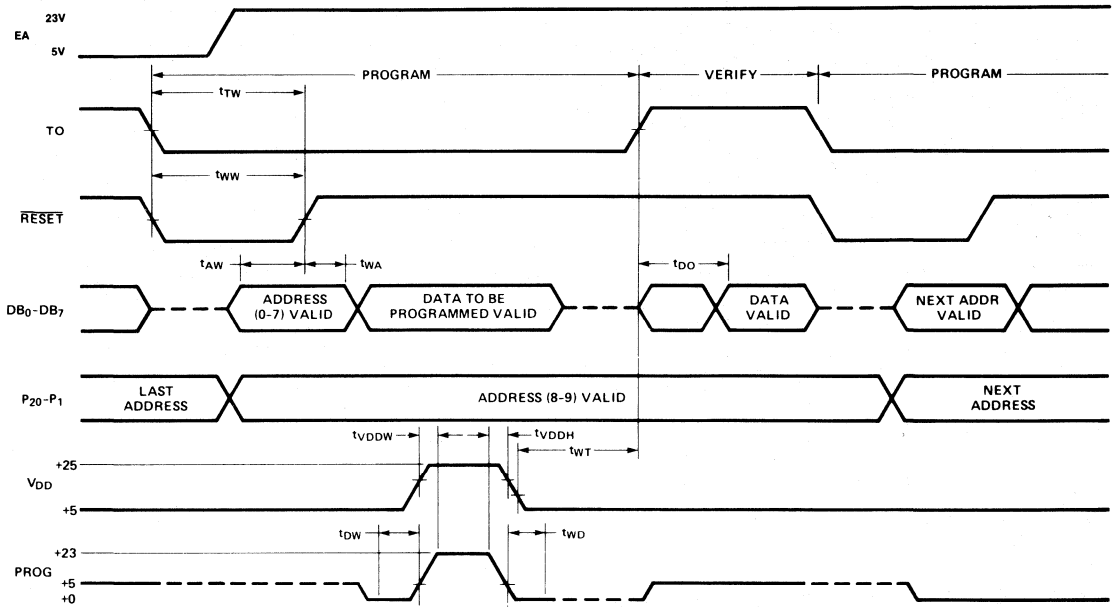 23V
EA
5V
PROGRAM
VERIFY
PROGRAM
tTW
TO
tWW
RESET
tAW
tWA
tDO
DB0-DB7
ADDRESS
(0-7) VALID
DATA TO BE
PROGRAMMED VALID
DATA
VALID
NEXT ADDR
VALID
P20-P1
LAST
ADDRESS
ADDRESS (8-9) VALID
NEXT
ADDRESS
tVDDW
tVDDH
tWT
+25
VDD
+5
tDW
tWD
+23
PROG
+5
+0